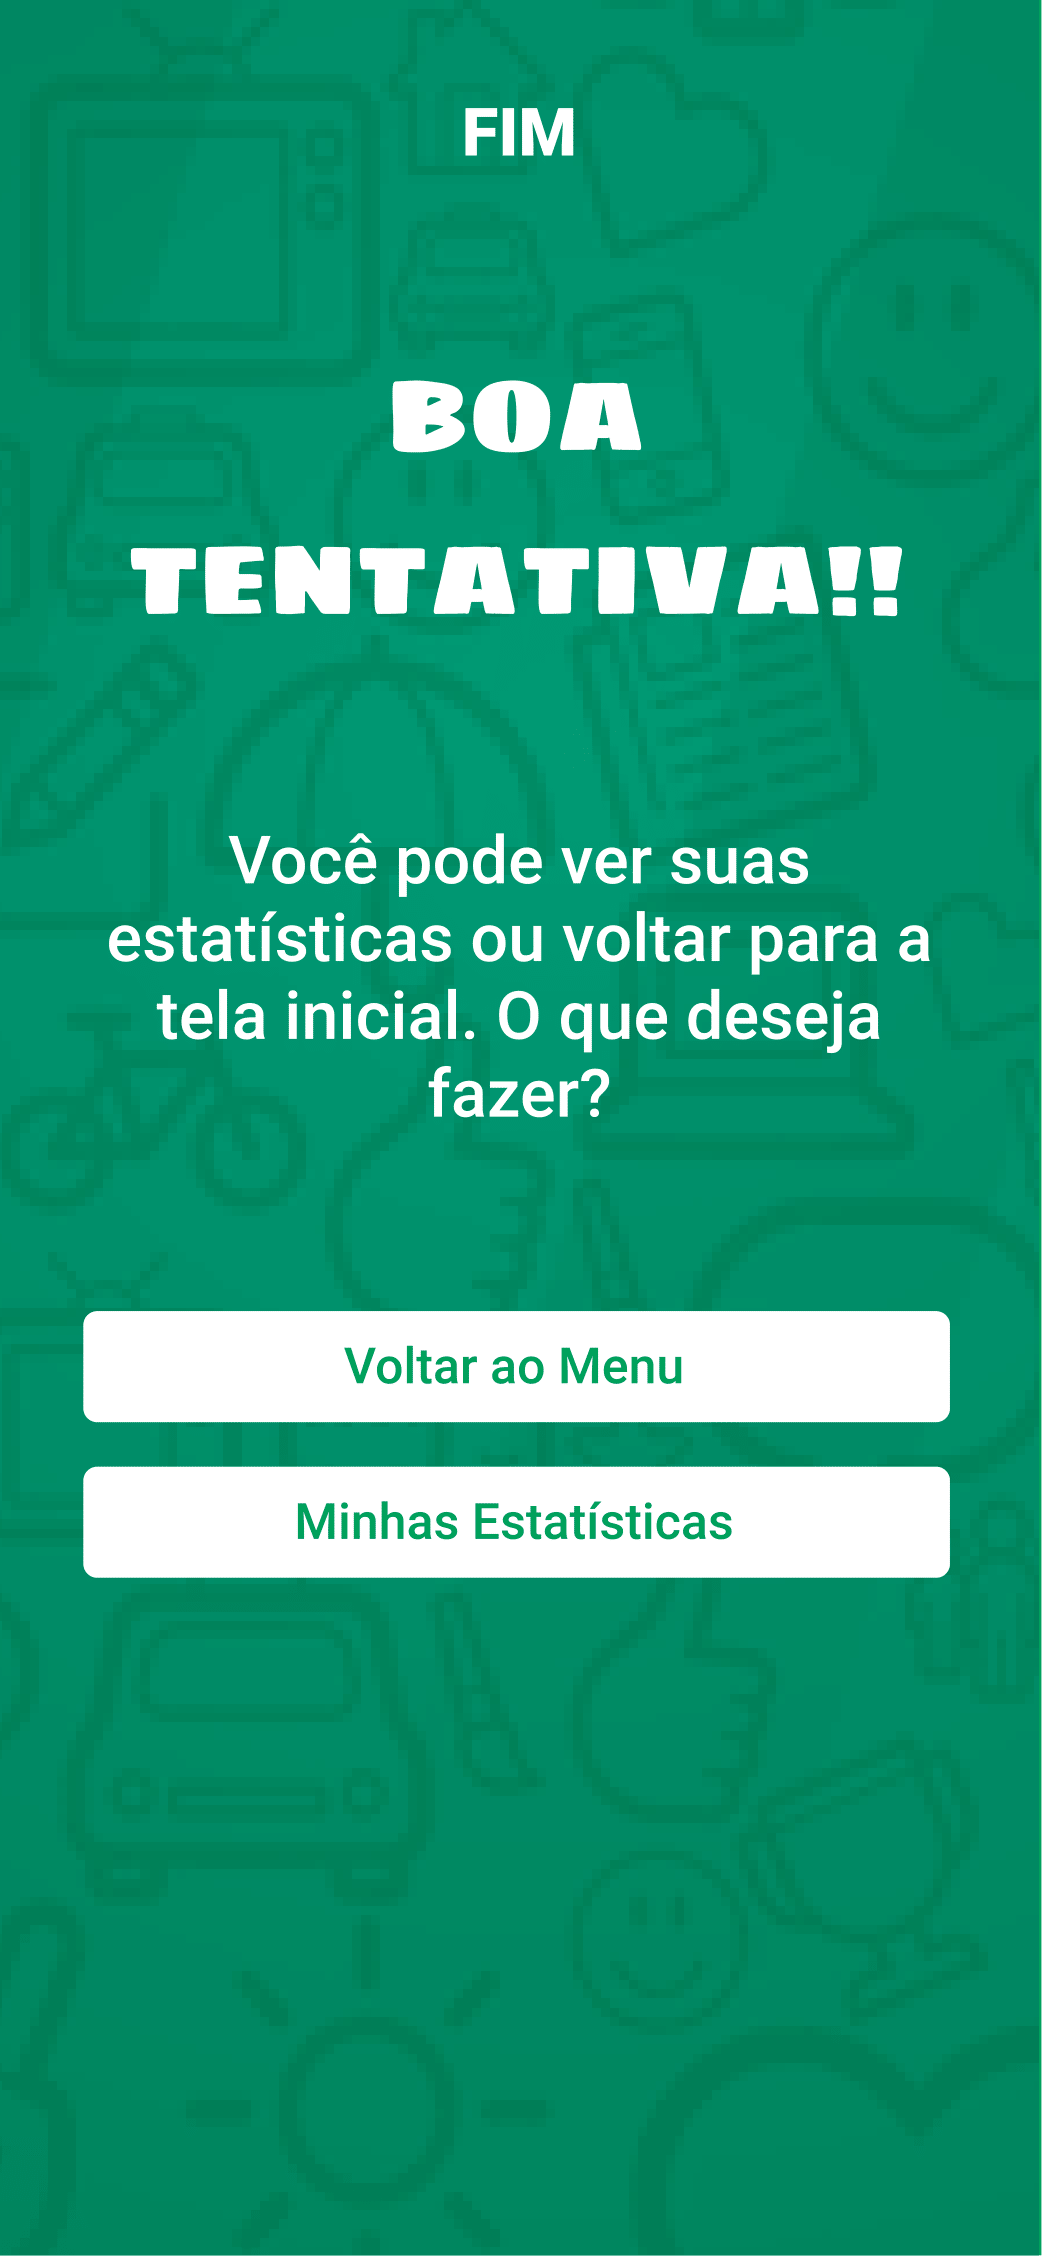 FIM
BOA
TENTATIVA!!
Você pode ver suas
estatísticas ou voltar para a
tela inicial. O que deseja
fazer?
Voltar ao Menu
Minhas Estatísticas